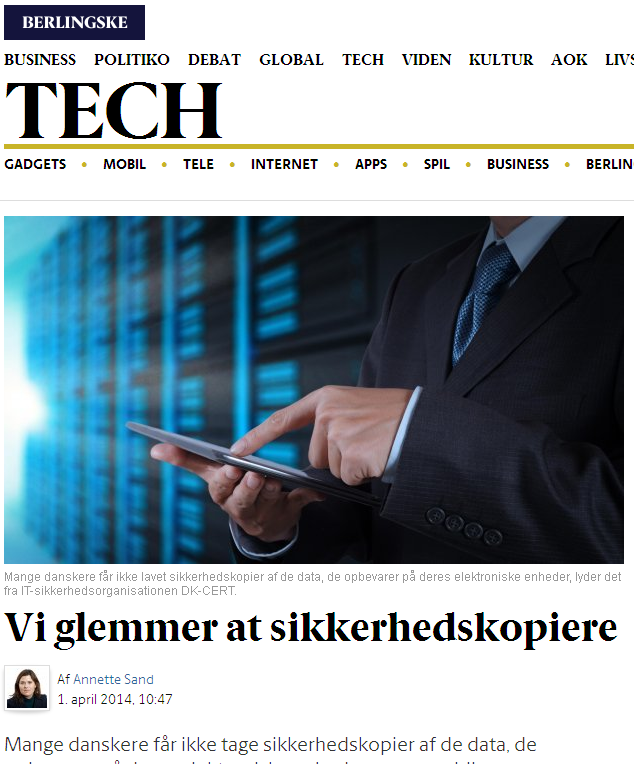 BERLINGSKE
BUSINESS POLITIKO DEBAT GLOBAL TECH VIDEN KULTUR AOK LIVS
TECH
GADGETS • MOBIL • TELE • INTERNET • APPS • SPIL • BUSINESS • BERLIN
Mange danskere får ikke lavet sikkerhedskopier af de data, de opbevarer på deres elektroniske enheder, lyder det
fra IT-sikkerhedsorganisationen DK-CERT.
Vi glemmer at sikkerhedskopiere
Af Annette Sand
1. april 2014, 10:47
Mange danskere får ikke tage sikkerhedskopier af de data, de